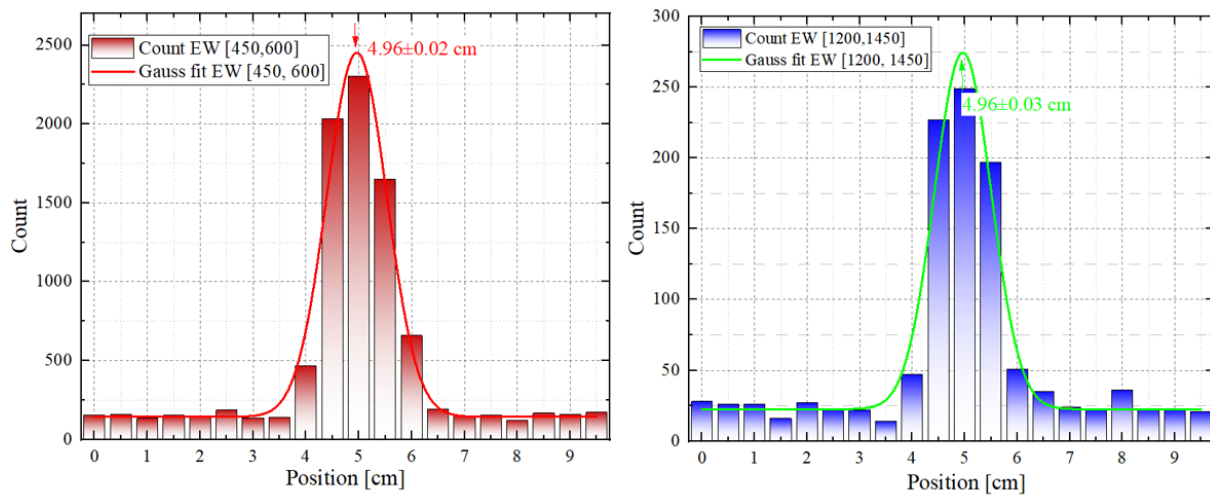 2500
2000
1500
1000
500
0
Count
Count EW [450,600]
Gauss fit EW [450, 600]
4.96±0.02 cm
0 1 2 3 4 5 6 7 8 9
Position [cm]
300
250
200
150
100
50
0
Count
Count EW [1200,1450]
Gauss fit EW [1200, 1450]
4.96±0.03 cm
0 1 2 3 4 5 6 7 8 9
Position [cm]